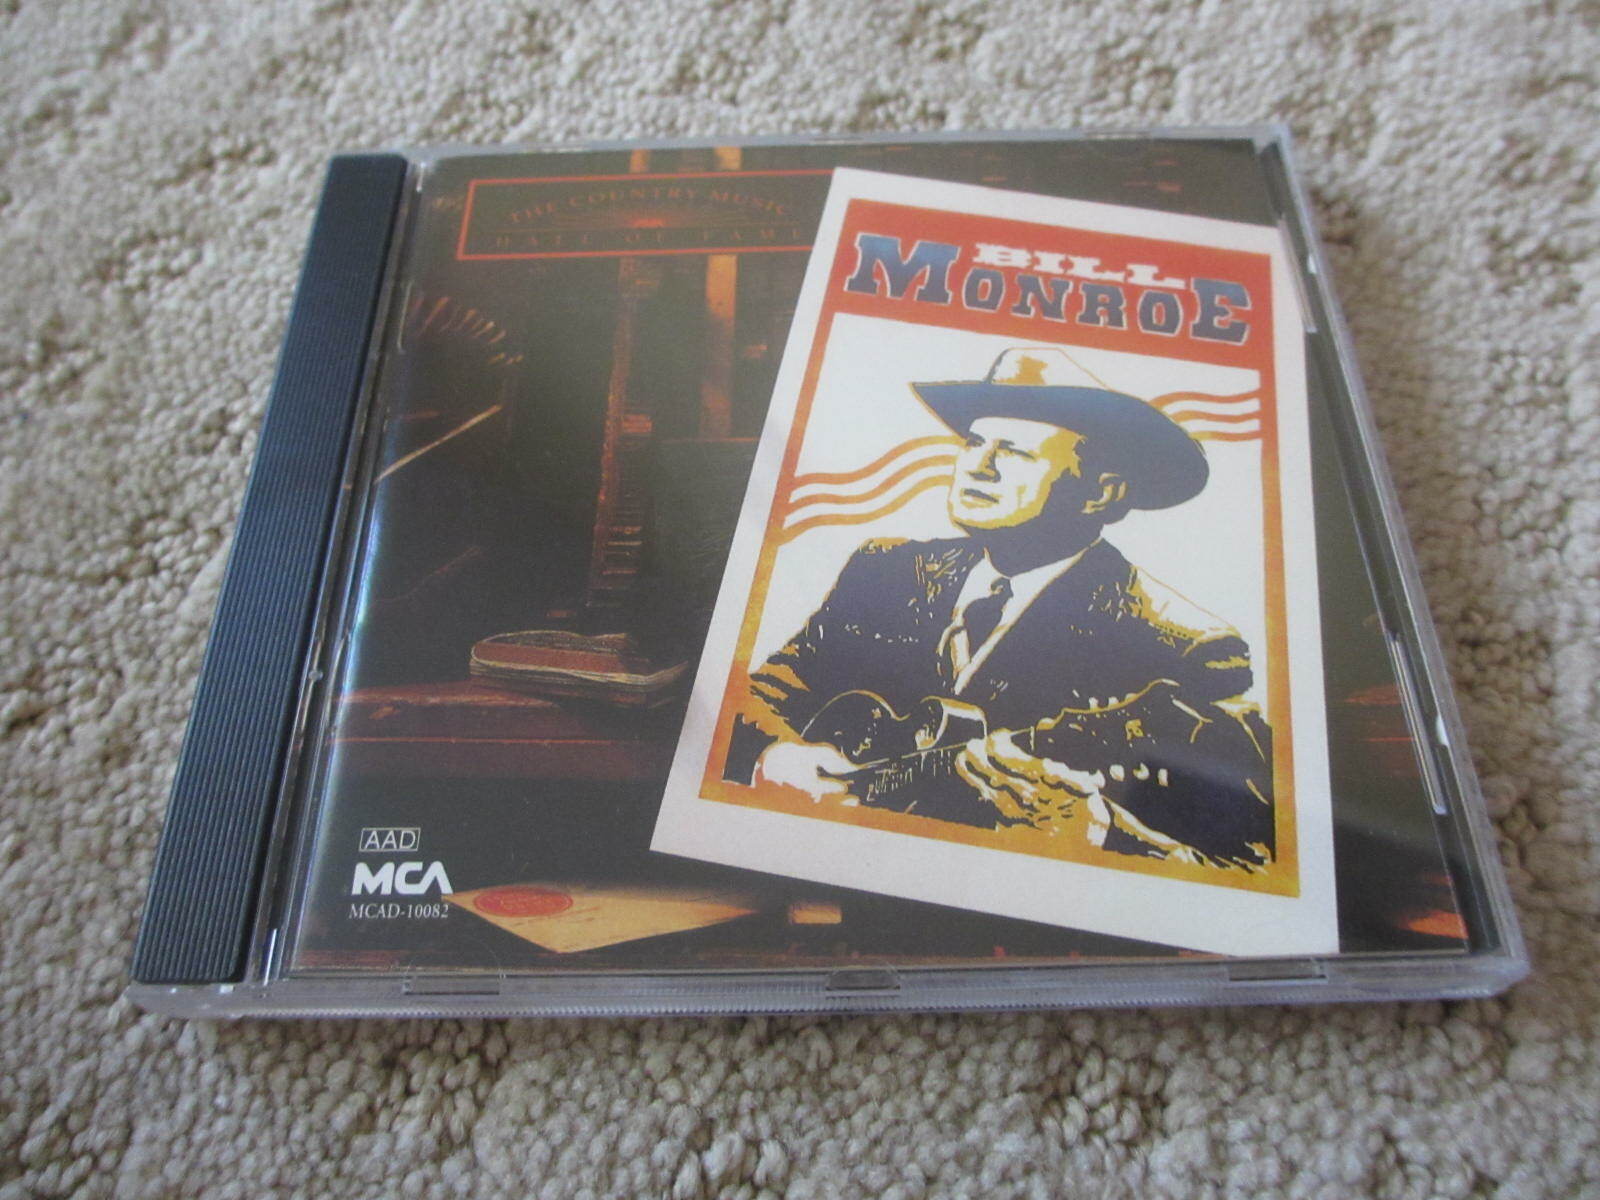 THE COUNTRY MUSIC
HALL OF FAME
BILL
MONROE
AAD
MCA
MCAD-10082